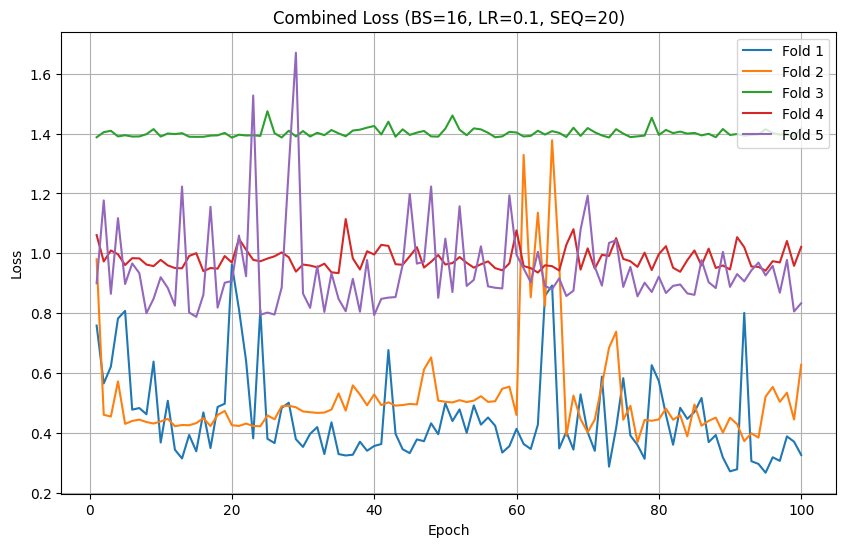 Combined Loss (BS=16, LR=0.1, SEQ=20)
Fold 1
Fold 2
Fold 3
Fold 4
Fold 5
Loss
1.6
1.4
1.2
1.0
0.8
0.6
0.4
0.2
0
20
40
60
80
100
Epoch